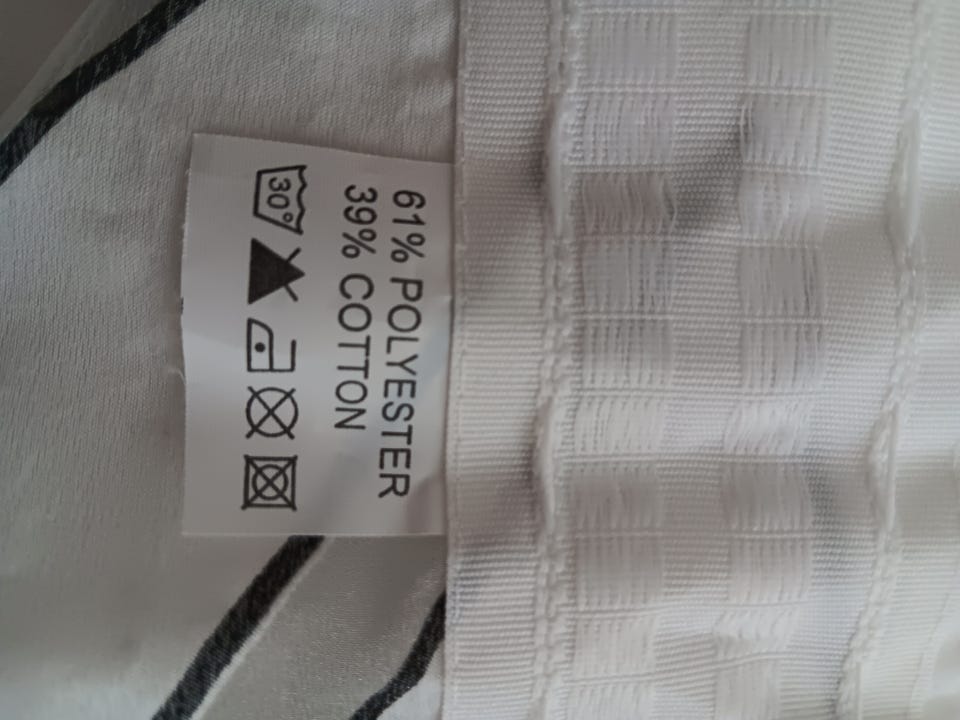 61% POLYESTER
39% COTTON
30°